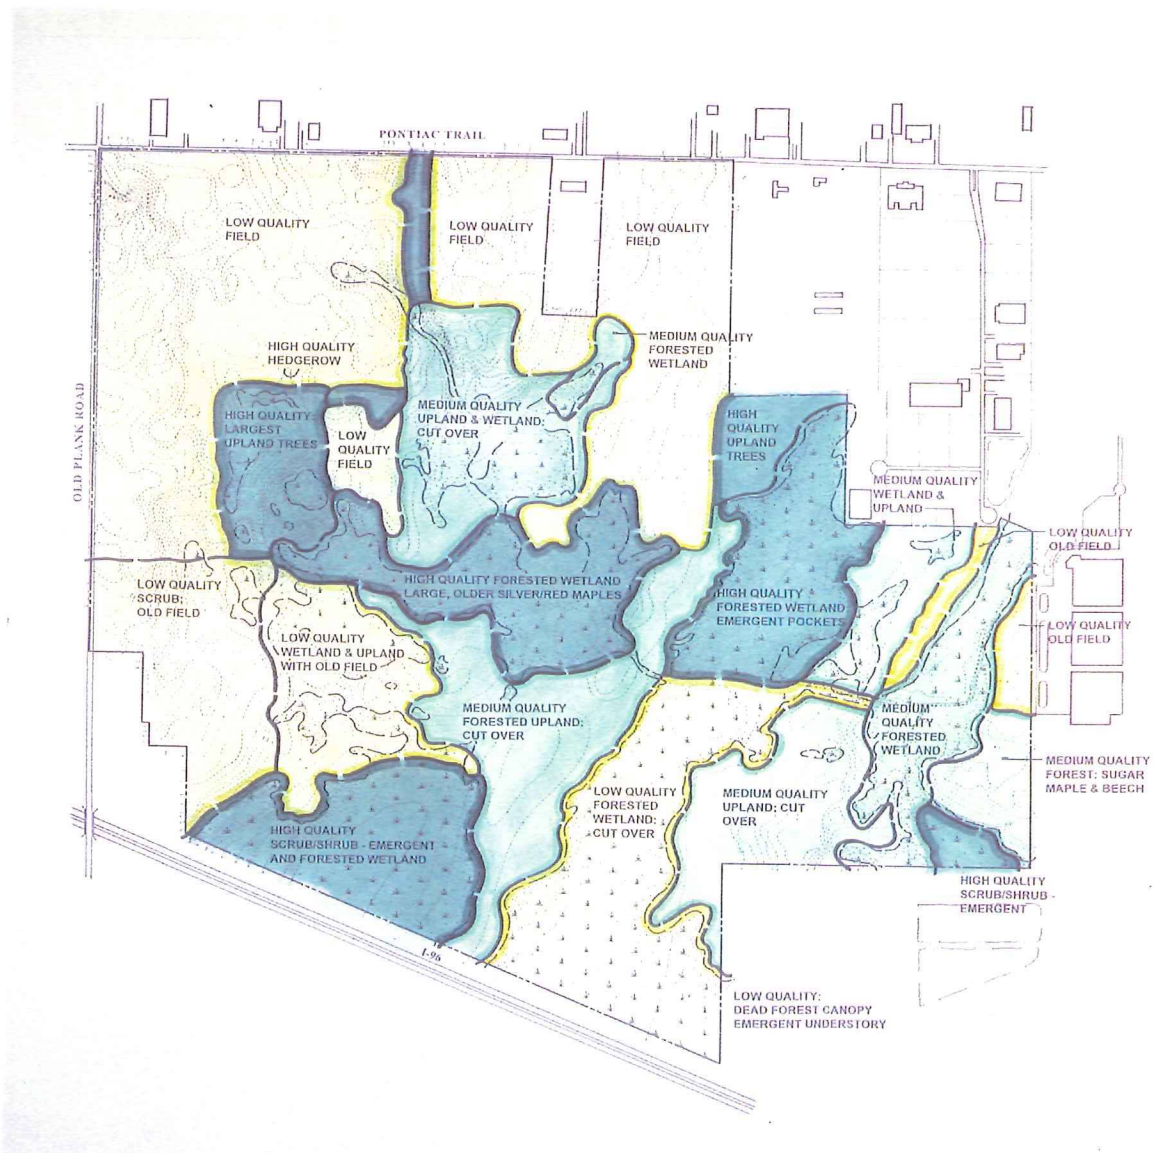 PONTIAC TRAIL
LOW QUALITY
FIELD
LOW QUALITY
FIELD
LOW QUALITY
FIELD
HIGH QUALITY
HEDGEROW
MEDIUM QUALITY
FORESTED
WETLAND
OLD PLANK ROAD
HIGH QUALITY:
LARGEST
UPLAND TREES
LOW
QUALITY
FIELD
MEDIUM QUALITY
UPLAND & WETLAND;
CUT OVER
HIGH
QUALITY
UPLAND
TREES
MEDIUM QUALITY
WETLAND &
UPLAND
LOW QUALITY
OLD FIELD
LOW QUALITY
SCRUB;
OLD FIELD
HIGH QUALITY FORESTED WETLAND
LARGE, OLDER SILVER/RED MAPLES
HIGH QUALITY
FORESTED WETLAND
EMERGENT POCKETS
LOW QUALITY
OLD FIELD
LOW QUALITY
WETLAND & UPLAND
WITH OLD FIELD
MEDIUM QUALITY
FORESTED UPLAND;
CUT OVER
MEDIUM
QUALITY
FORESTED
WETLAND
MEDIUM QUALITY
FOREST: SUGAR
MAPLE & BEECH
LOW QUALITY
FORESTED
WETLAND;
CUT OVER
MEDIUM QUALITY
UPLAND; CUT
OVER
HIGH QUALITY
SCRUB/SHRUB - EMERGENT
AND FORESTED WETLAND
HIGH QUALITY
SCRUB/SHRUB -
EMERGENT
I-96
LOW QUALITY:
DEAD FOREST CANOPY
EMERGENT UNDERSTORY